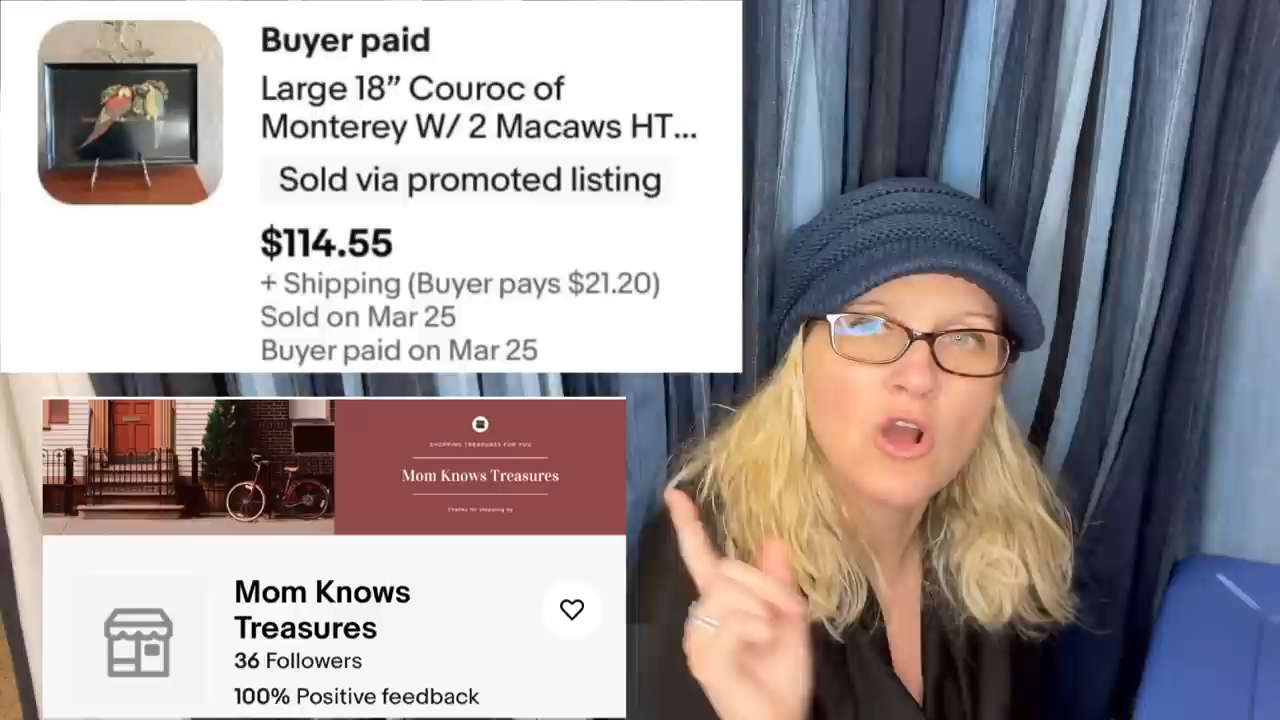 Buyer paid
Large 18” Couroc of
Monterey W/ 2 Macaws HT...
Sold via promoted listing
$114.55
+ Shipping (Buyer pays $21.20)
Sold on Mar 25
Buyer paid on Mar 25
SHOPPING TREASURES FOR YOU
Mom Knows Treasures
Thanks for stopping by
Mom Knows
Treasures
36 Followers
100% Positive feedback